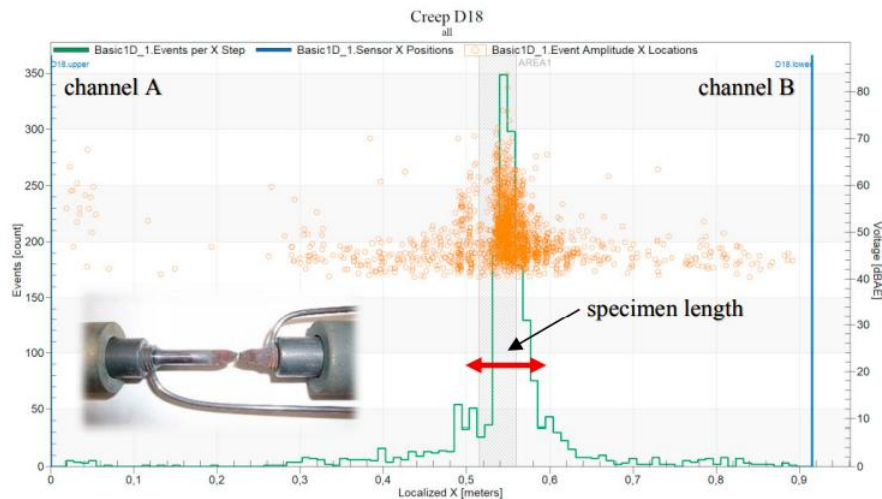 Creep D18
all
Basic1D_1.Events per X Step Basic1D_1.Sensor X Positions Basic1D_1.Event Amplitude X Locations
D18.upper AREA1 D18.lower
channel A channel B
350
300
250
200
150
100
50
0
Events [count]
80
70
60
50
40
30
20
10
0
Voltage [dBAE]
specimen length
0 0,1 0,2 0,3 0,4 0,5 0,6 0,7 0,8 0,9
Localized X [meters]